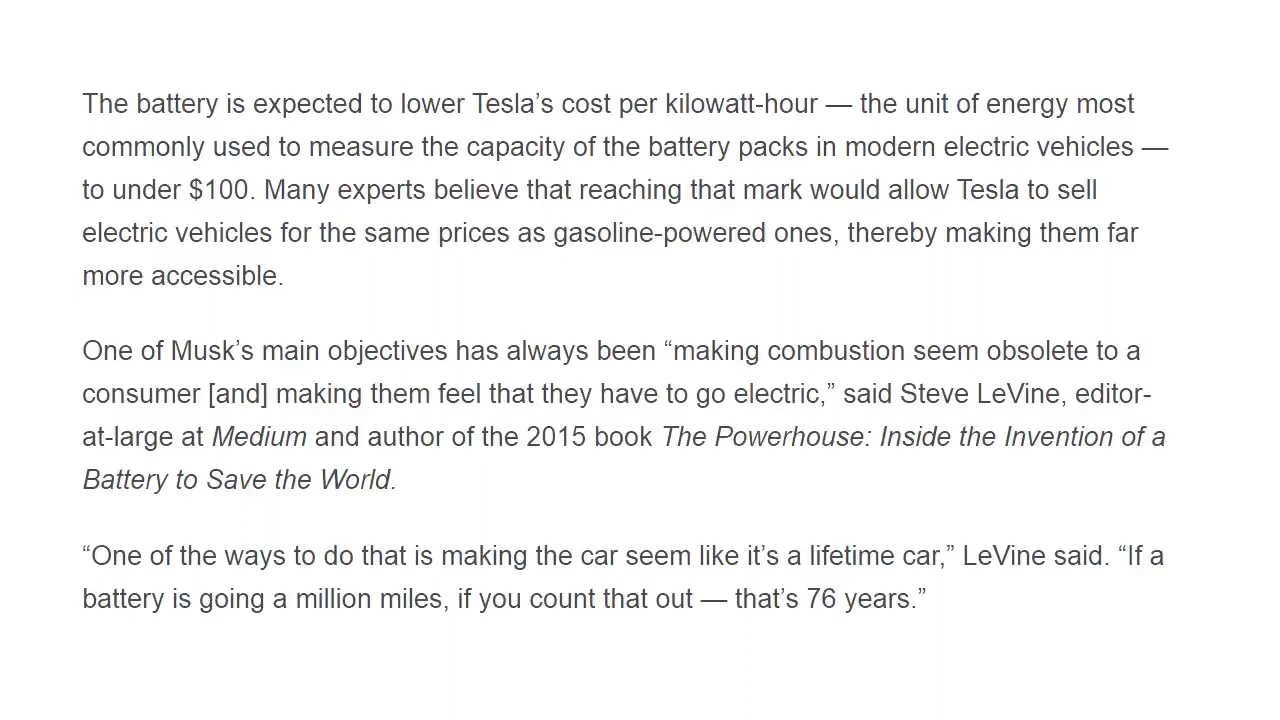 The battery is expected to lower Tesla’s cost per kilowatt-hour — the unit of energy most
commonly used to measure the capacity of the battery packs in modern electric vehicles —
to under $100. Many experts believe that reaching that mark would allow Tesla to sell
electric vehicles for the same prices as gasoline-powered ones, thereby making them far
more accessible.
One of Musk’s main objectives has always been “making combustion seem obsolete to a
consumer [and] making them feel that they have to go electric,” said Steve LeVine, editor-
at-large at Medium and author of the 2015 book The Powerhouse: Inside the Invention of a
Battery to Save the World.
“One of the ways to do that is making the car seem like it’s a lifetime car,” LeVine said. “If a
battery is going a million miles, if you count that out — that’s 76 years.”